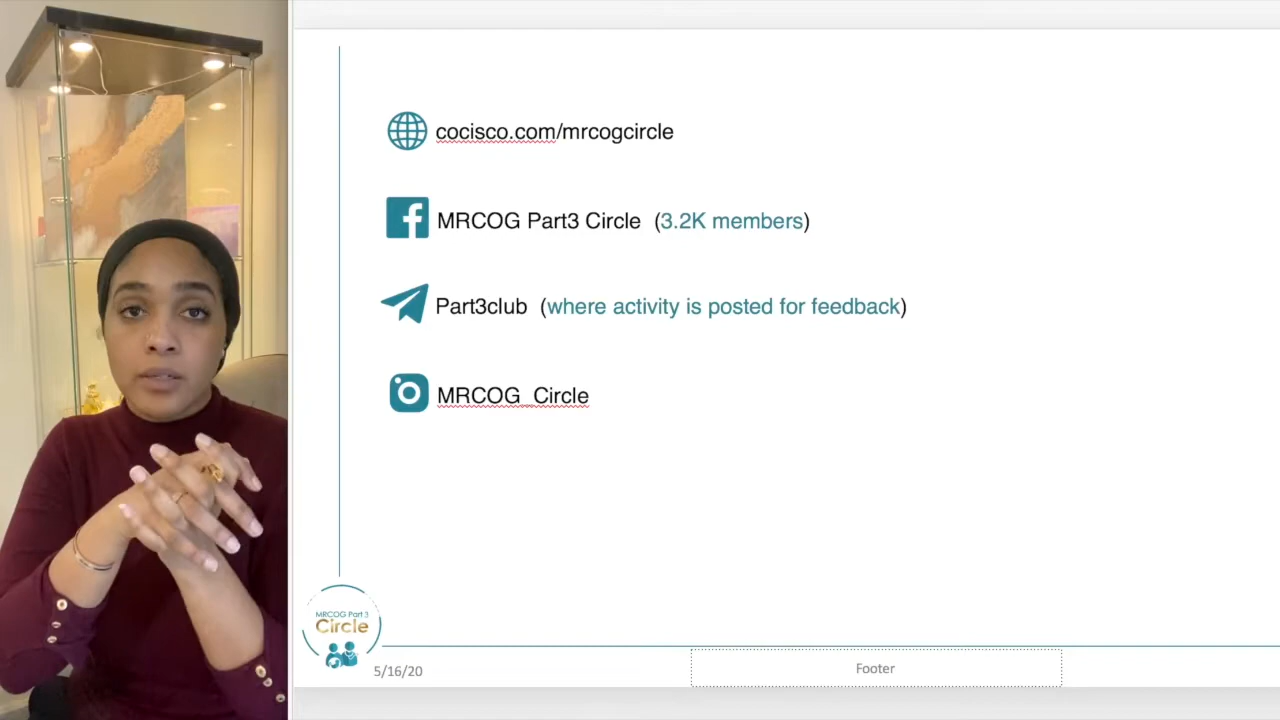 cocisco.com/mrcogcircle
MRCOG Part3 Circle (3.2K members)
Part3club (where activity is posted for feedback)
MRCOG_Circle
MRCOG Part 3
Circle
5/16/20
Footer